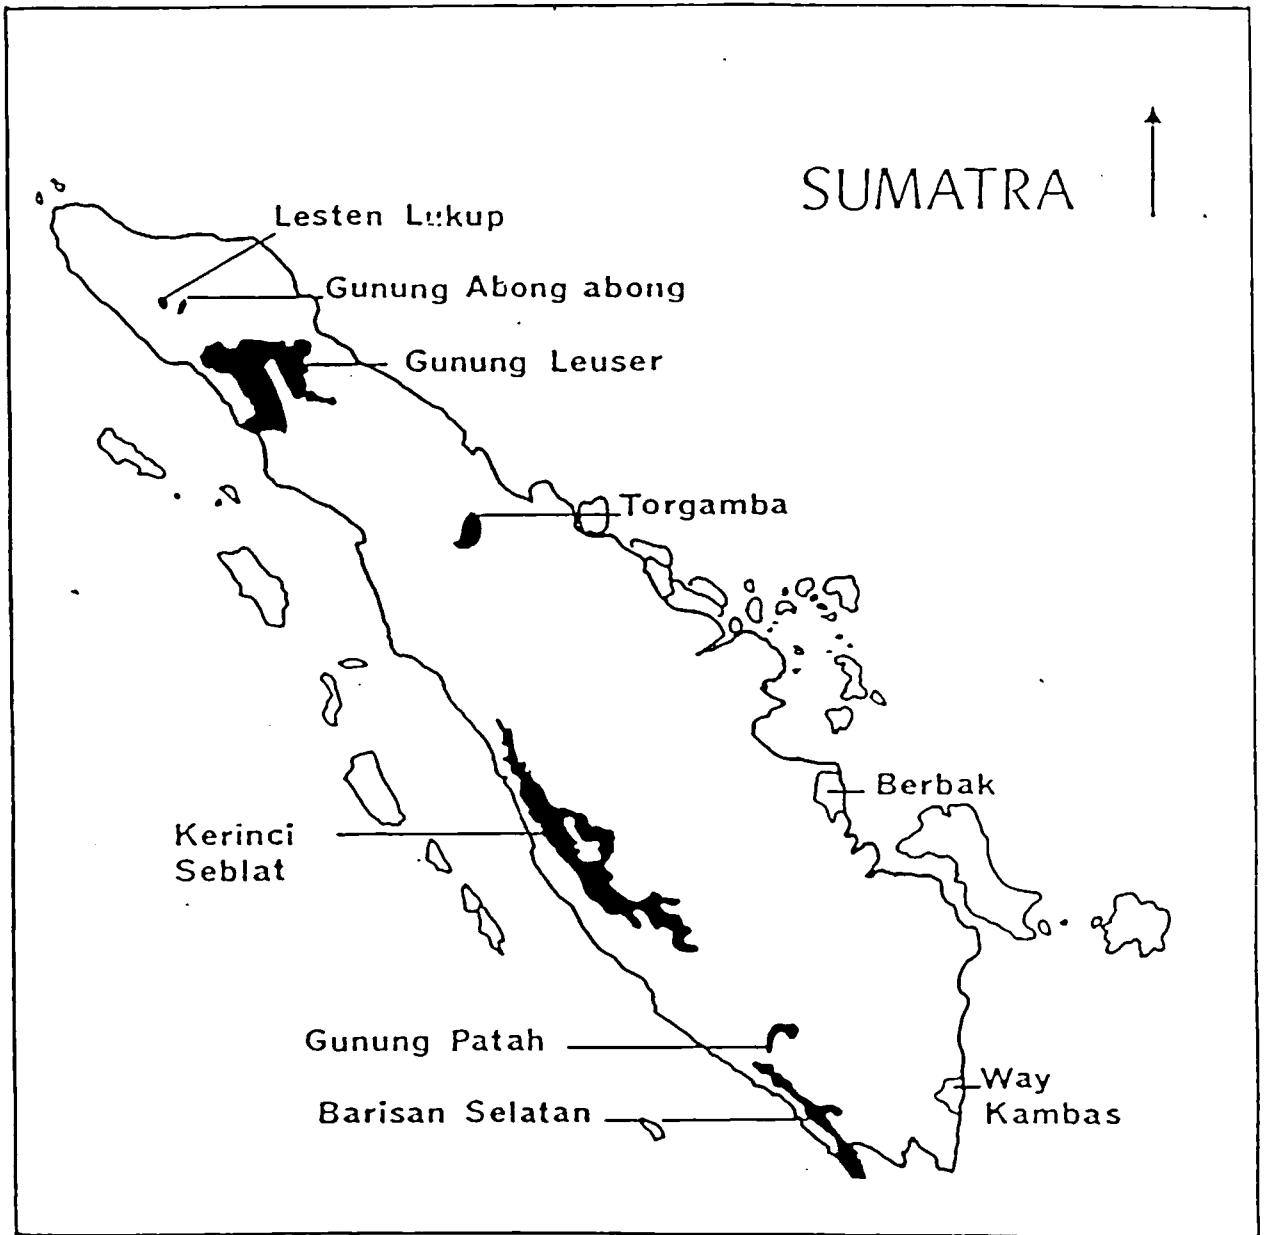 SUMATRA
Lesten Lukup
Gunung Abong abong
Gunung Leuser
Torgamba
Berbak
Kerinci
Seblat
Gunung Patah
Way
Kambas
Barisan Selatan